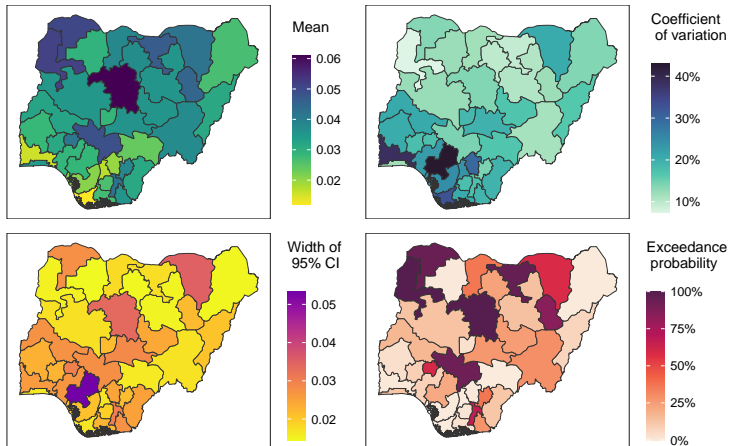 Mean
0.06
0.05
0.04
0.03
0.02
Coefficient
of variation
40%
30%
20%
10%
Width of
95% CI
0.05
0.04
0.03
0.02
Exceedance
probability
100%
75%
50%
25%
0%